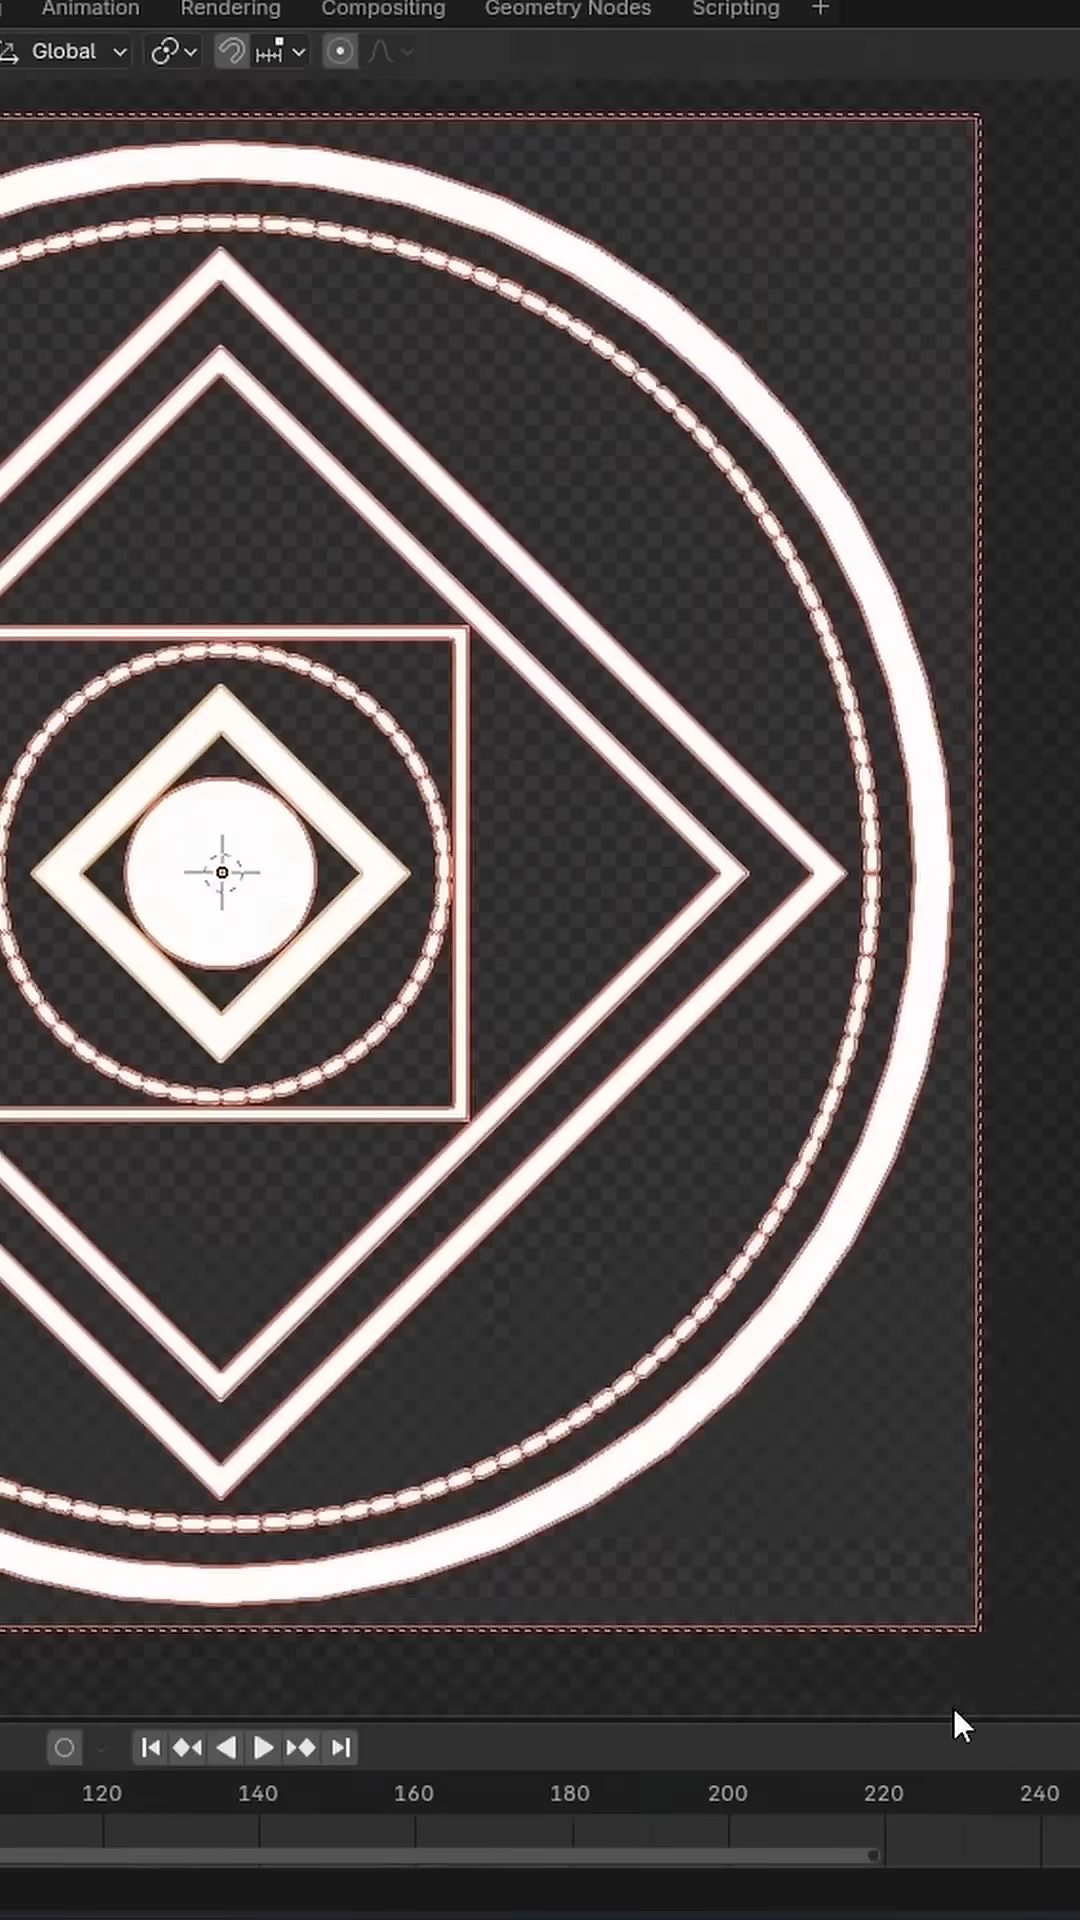 Animation Rendering Compositing Geometry Nodes Scripting +
Global
120 140 160 180 200 220 240